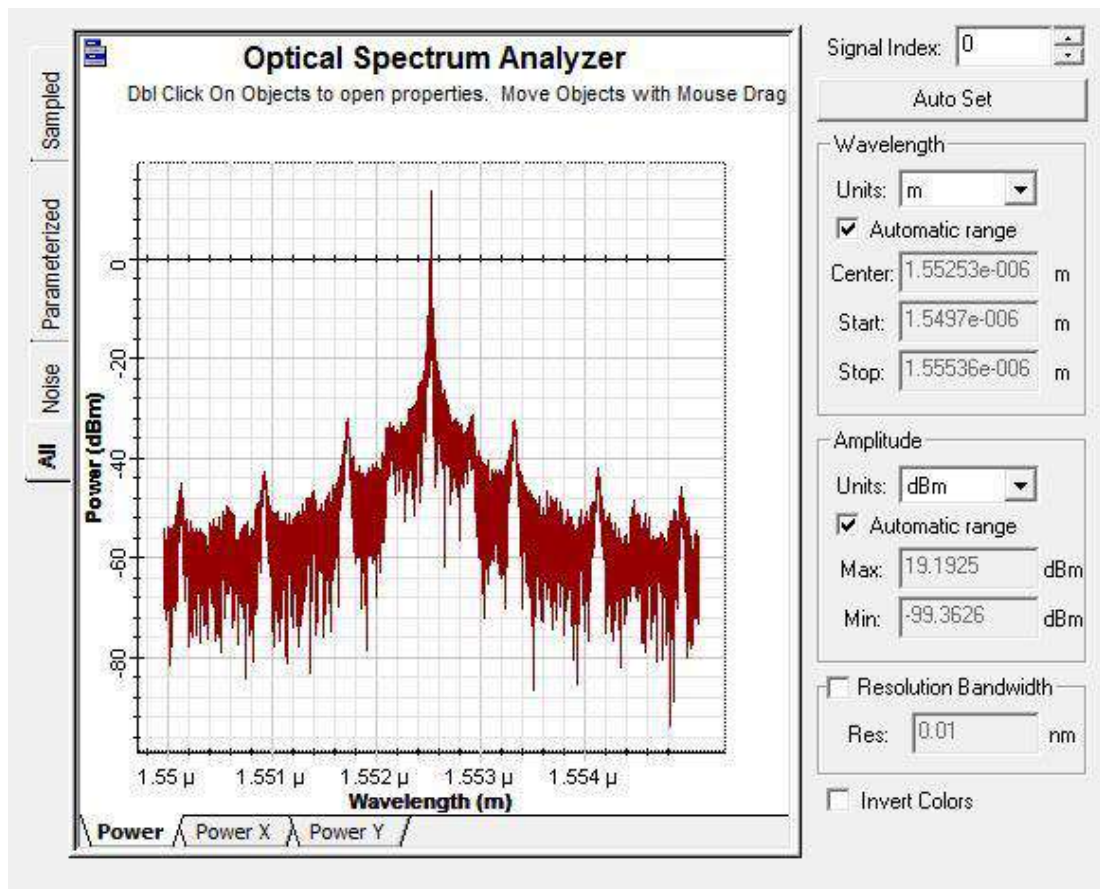 Optical Spectrum Analyzer
Dbl Click On Objects to open properties.  Move Objects with Mouse Drag
Sampled
Parameterized
Noise
All
Power (dBm)
0
-20
-40
-60
-80
1.55 µ
1.551 µ
1.552 µ
1.553 µ
1.554 µ
Wavelength (m)
Power
Power X
Power Y
Signal Index: 0
Auto Set
Wavelength
Units: m
Automatic range
Center: 1.55253e-006 m
Start: 1.5497e-006 m
Stop: 1.55536e-006 m
Amplitude
Units: dBm
Automatic range
Max: 19.1925 dBm
Min: -99.3626 dBm
Resolution Bandwidth
Res: 0.01 nm
Invert Colors